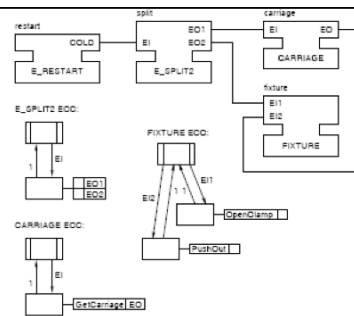 restart
COLD
E_RESTART
split
EO1
EI EO2
E_SPLIT2
carriage
EI EO
CARRIAGE
fixture
EI1
EI2
FIXTURE
E_SPLIT2 ECC:
1 EI
EO1
EO2
FIXTURE ECC:
EI2 1 1 EI1
OpenClamp
PushOut
CARRIAGE ECC:
1 EI
GetCarriage EO